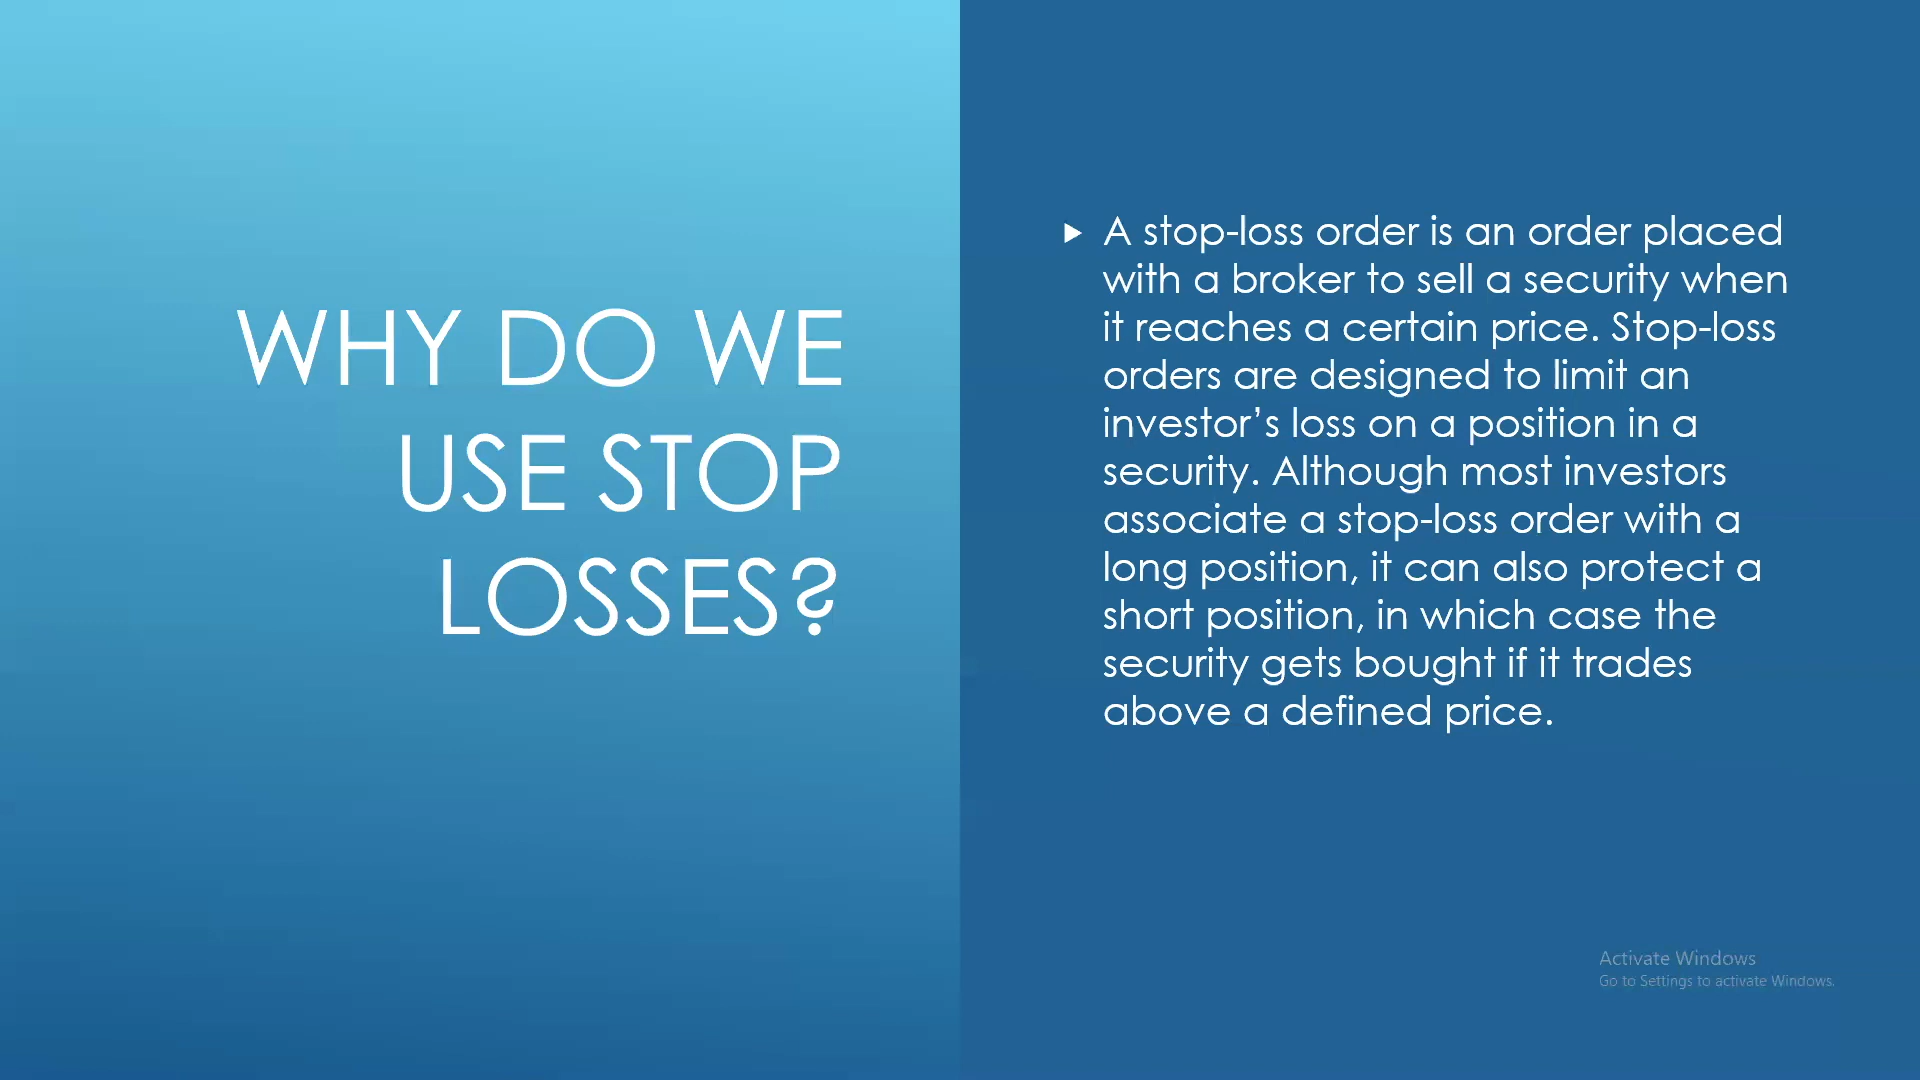 WHY DO WE
USE STOP
LOSSES?
A stop-loss order is an order placed
with a broker to sell a security when
it reaches a certain price. Stop-loss
orders are designed to limit an
investor’s loss on a position in a
security. Although most investors
associate a stop-loss order with a
long position, it can also protect a
short position, in which case the
security gets bought if it trades
above a defined price.
Activate Windows
Go to Settings to activate Windows.